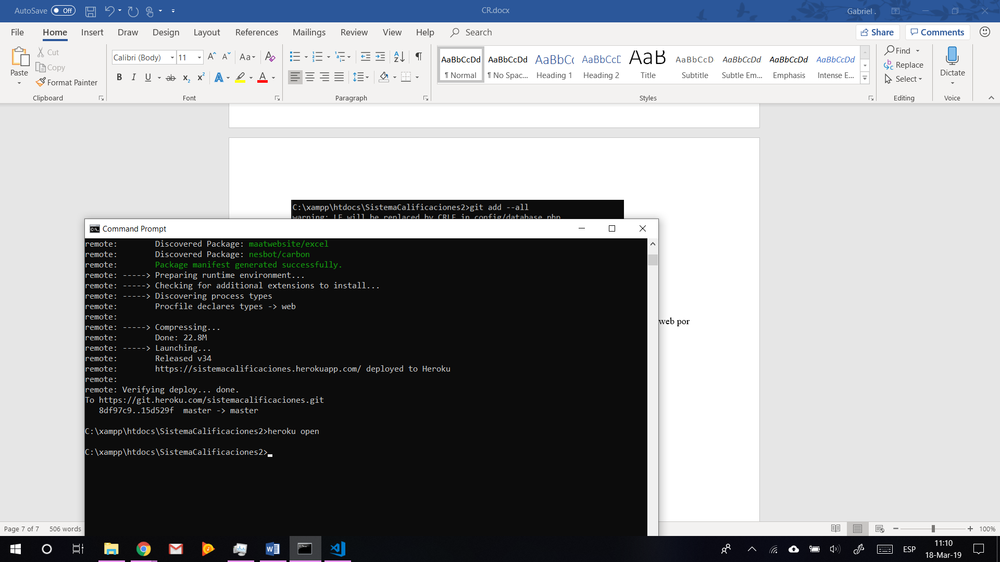 AutoSave Off CR.docx Gabriel .
File Home Insert Draw Design Layout References Mailings Review View Help Search Share Comments
Paste
Cut
Copy
Format Painter
Clipboard
Calibri (Body) 11 Aa
B I U ab x2 x2 A A
Font
Paragraph
AaBbCcDd AaBbCcDd AaBbCc AaBbCcD AaB AaBbCcD AaBbCcDd AaBbCcDd AaBbCcDd
¶ Normal ¶ No Spac... Heading 1 Heading 2 Title Subtitle Subtle Em... Emphasis Intense E...
Styles
Find
Replace
Select
Editing
Dictate
Voice
C:\xampp\htdocs\SistemaCalificaciones2>git add --all
warning: LF will be replaced by CRLF in config/database.php
Command Prompt
remote:        Discovered Package: maatwebsite/excel
remote:        Discovered Package: nesbot/carbon
remote:        Package manifest generated successfully.
remote: -----> Preparing runtime environment...
remote: -----> Checking for additional extensions to install...
remote: -----> Discovering process types
remote:        Procfile declares types -> web
remote:
remote: -----> Compressing...
remote:        Done: 22.8M
remote: -----> Launching...
remote:        Released v34
remote:        https://sistemacalificaciones.herokuapp.com/ deployed to Heroku
remote:
remote: Verifying deploy... done.
To https://git.heroku.com/sistemacalificaciones.git
   8df97c9..15d529f  master -> master
C:\xampp\htdocs\SistemaCalificaciones2>heroku open
C:\xampp\htdocs\SistemaCalificaciones2>
web por
Page 7 of 7 506 words 100%
ESP 11:10
18-Mar-19